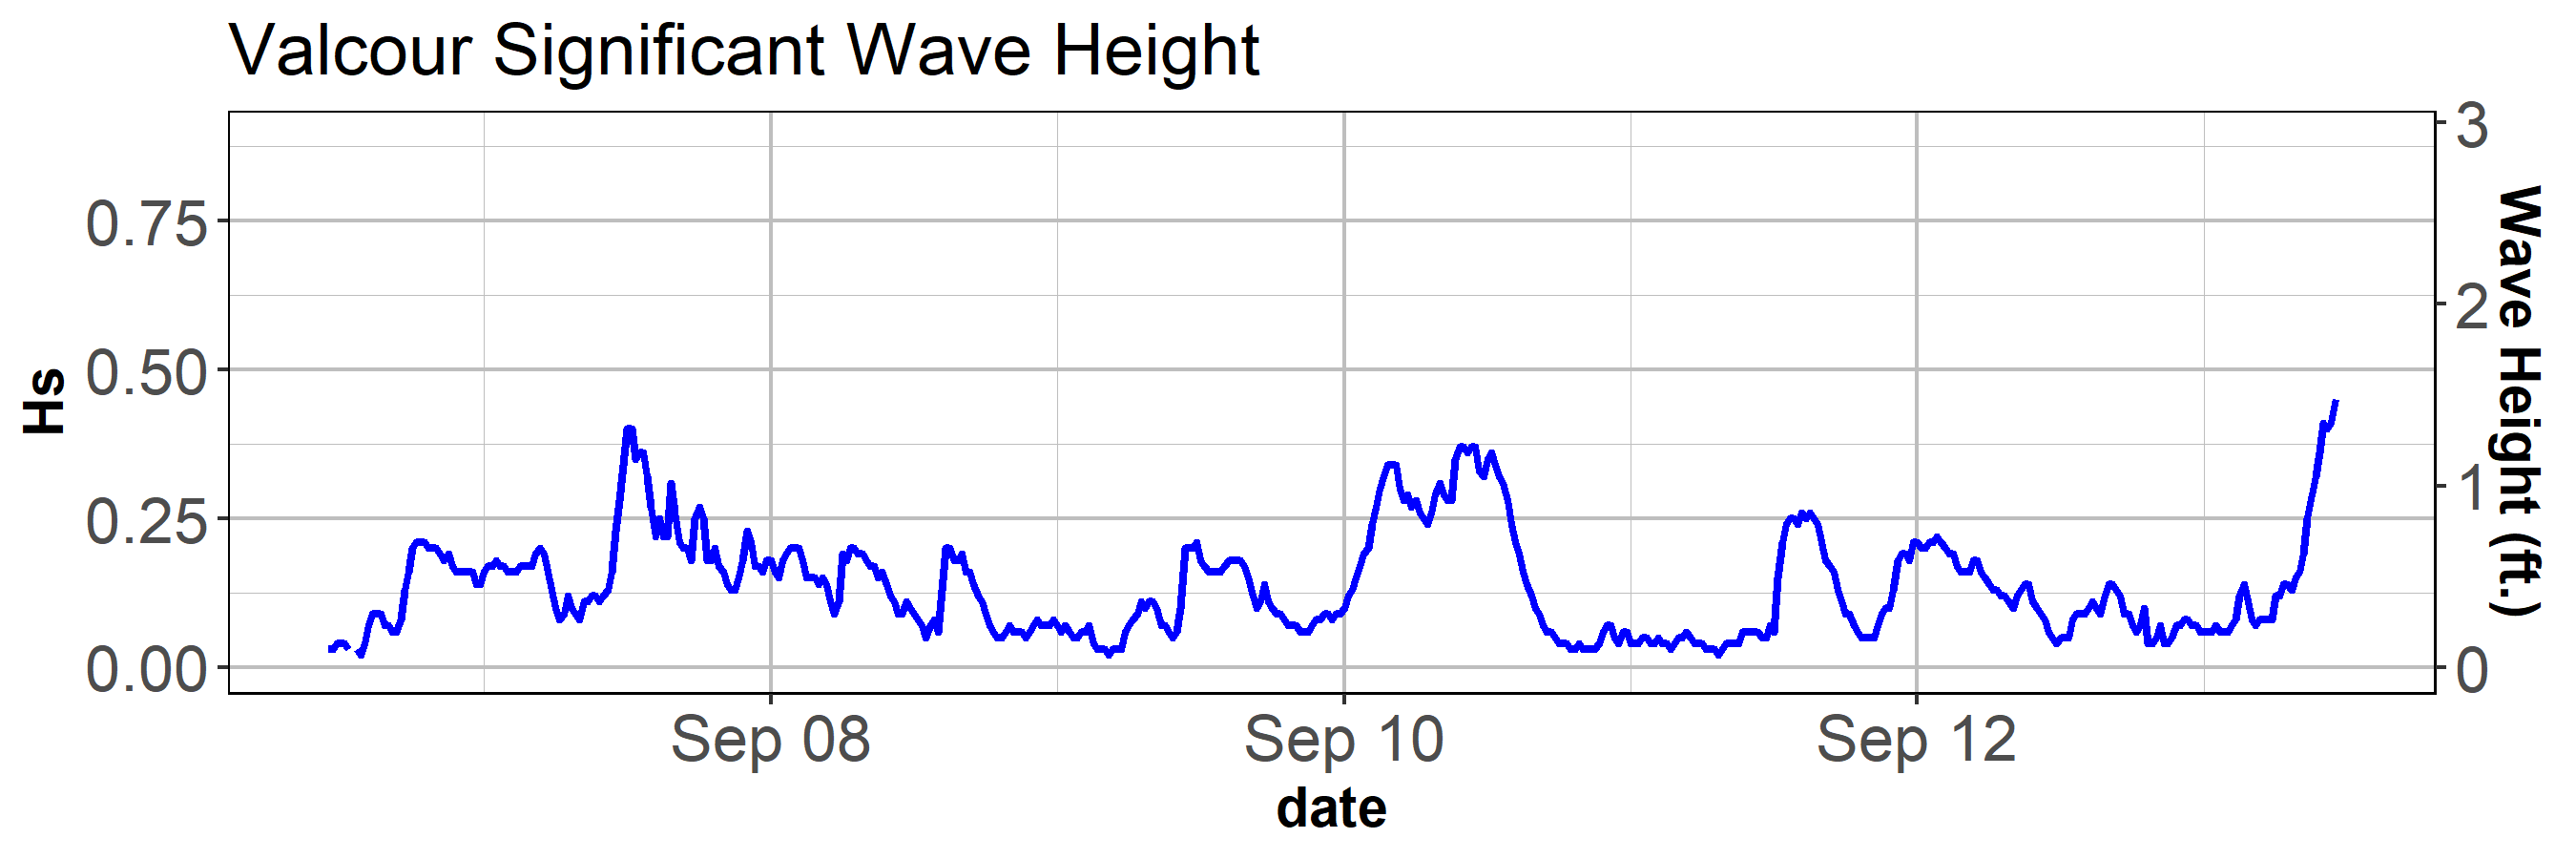 Valcour Significant Wave Height
Hs
0.75
0.50
0.25
0.00
3
2
1
0
Wave Height (ft.)
Sep 08
Sep 10
Sep 12
date